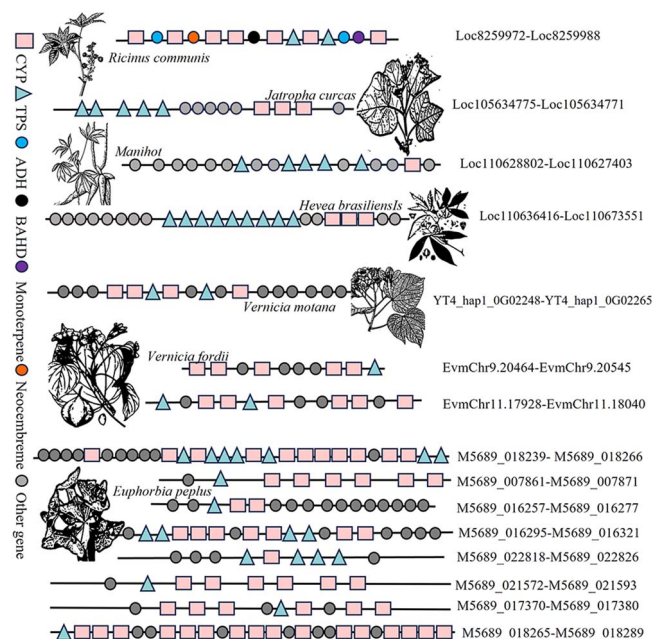 CYP
TPS
ADH
BAHD
Monoterpene
Neocembreme
Other gene
Ricinus communis
Loc8259972-Loc8259988
Jatropha curcas
Loc105634775-Loc105634771
Manihot
Loc110628802-Loc110627403
Hevea brasiliensIs
Loc110636416-Loc110673551
Vernicia motana
YT4_hap1_0G02248-YT4_hap1_0G02265
Vernicia fordii
EvmChr9.20464-EvmChr9.20545
EvmChr11.17928-EvmChr11.18040
M5689_018239- M5689_018266
M5689_007861-M5689_007871
Euphorbia peplus
M5689_016257-M5689_016277
M5689_016295-M5689_016321
M5689_022818-M5689_022826
M5689_021572-M5689_021593
M5689_017370-M5689_017380
M5689_018265-M5689_018289